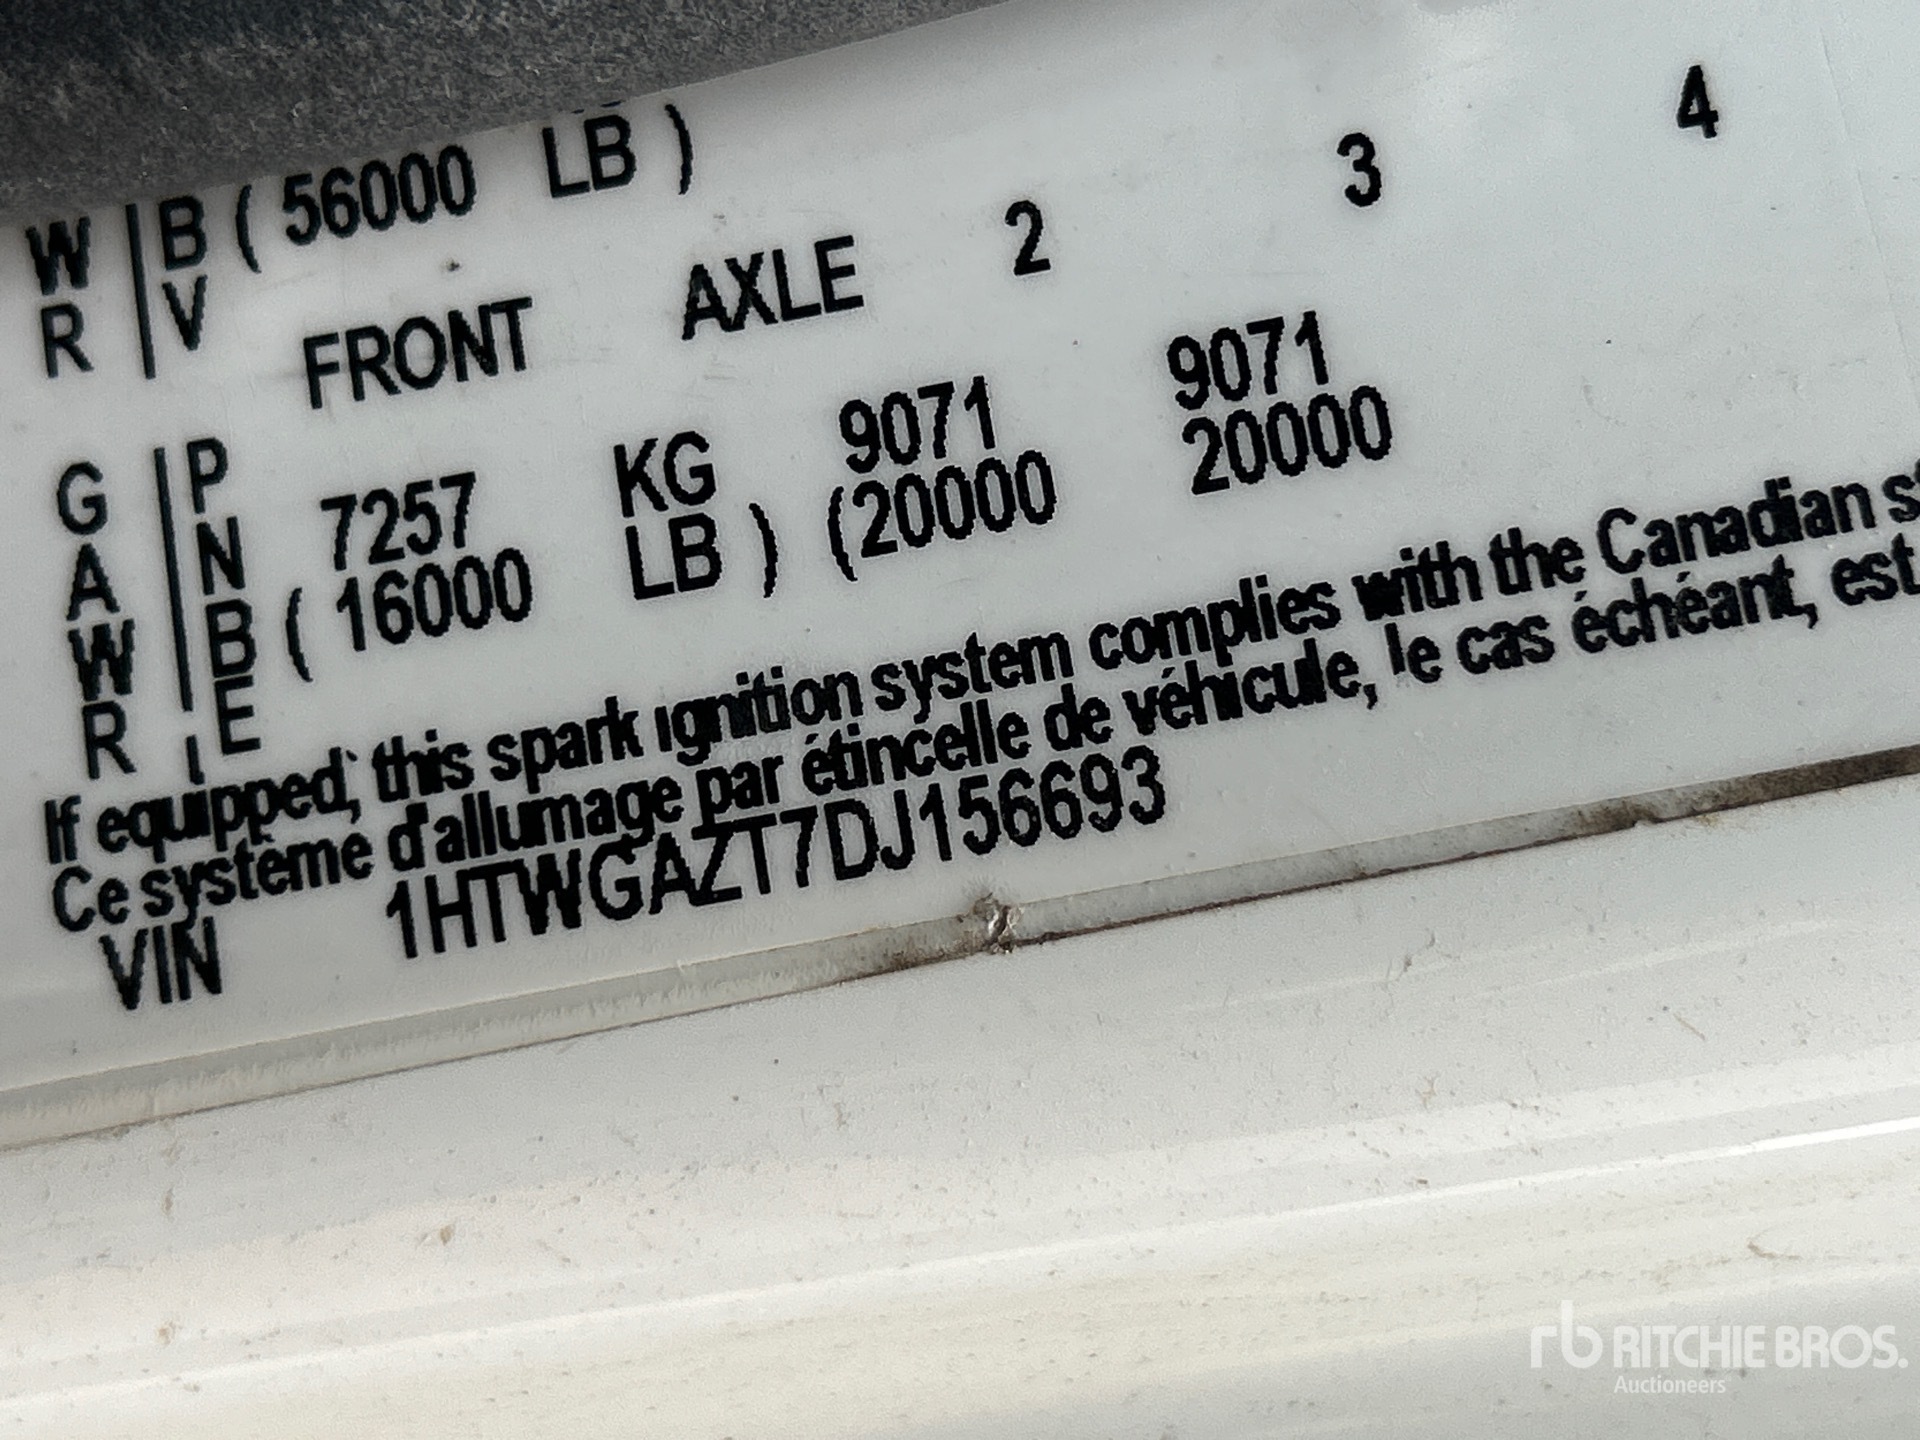 W | B ( 56000 LB )
R | V
FRONT AXLE 2 3 4
G | P
A | N 7257 KG 9071 9071
W | B ( 16000 LB ) (20000 20000
R | E
If equipped, this spark ignition system complies with the Canadian
Ce système d'allumage par étincelle de véhicule, le cas échéant, est
VIN 1HTWGAZT7DJ156693
rb RITCHIE BROS.
Auctioneers